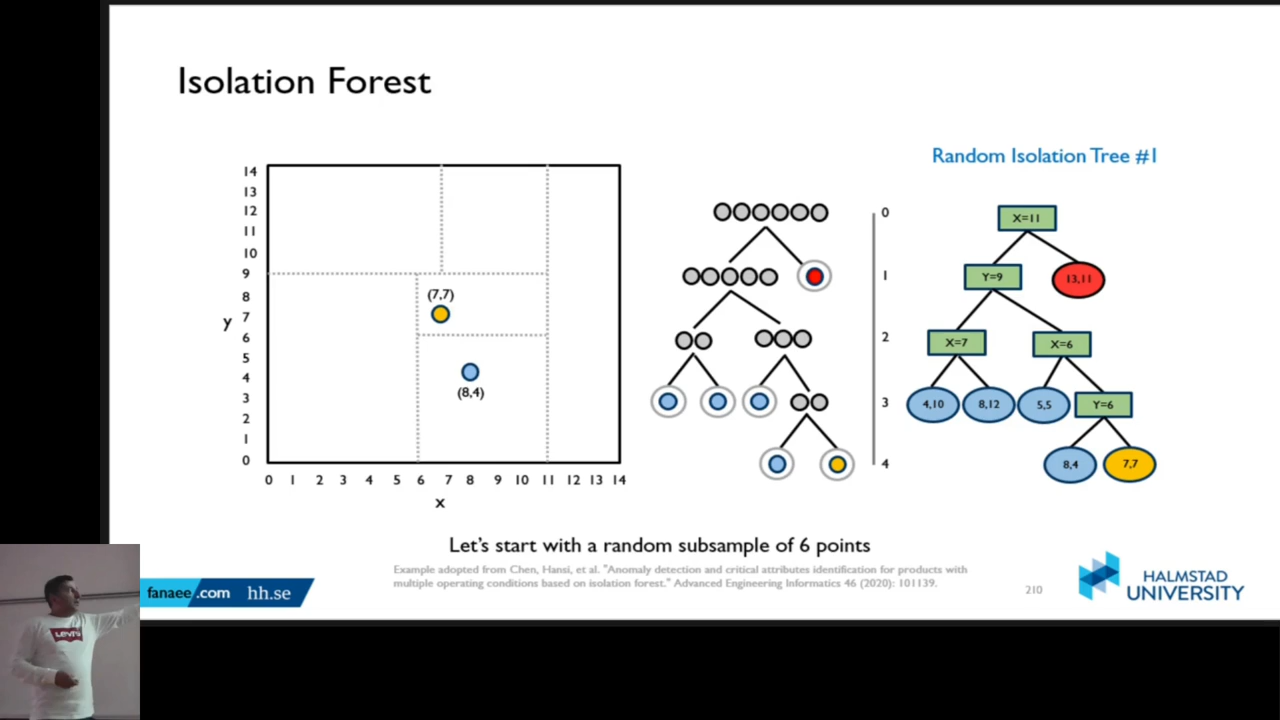 Isolation Forest
Random Isolation Tree #1
14
13
12
11
10
9
8
7
6
5
4
3
2
1
0
y
(7,7)
(8,4)
0 1 2 3 4 5 6 7 8 9 10 11 12 13 14
x
0
1
2
3
4
X=11
Y=9 13,11
X=7 X=6
4,10 8,12 5,5 Y=6
8,4 7,7
Let's start with a random subsample of 6 points
Example adopted from Chen, Hansi, et al. "Anomaly detection and critical attributes identification for products with
multiple operating conditions based on isolation forest." Advanced Engineering Informatics 46 (2020): 101139.
LEVI'S
fanaee.com hh.se
210
HALMSTAD
UNIVERSITY